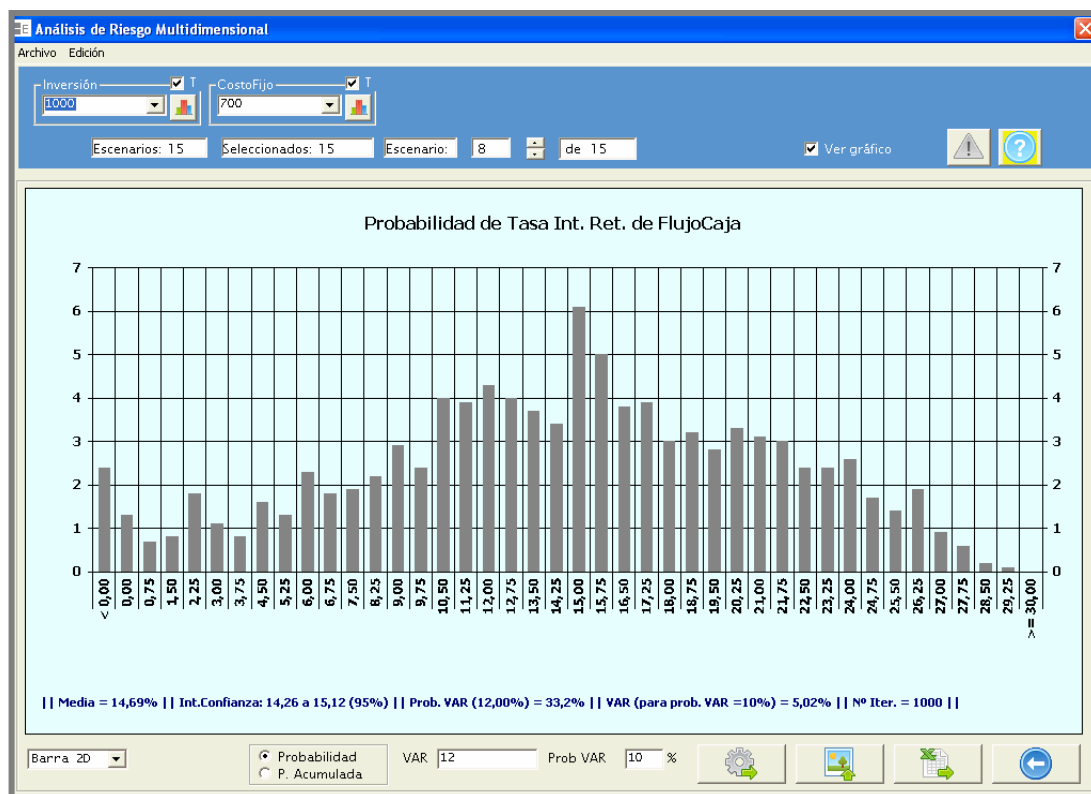 Análisis de Riesgo Multidimensional
Archivo Edición
Inversión T CostoFijo T
1000 700
Escenarios: 15 Seleccionados: 15 Escenario: 8 de 15 Ver gráfico
Probabilidad de Tasa Int. Ret. de FlujoCaja
7 7
6 6
5 5
4 4
3 3
2 2
1 1
0 0
< 0,00 0,00 0,75 1,50 2,25 3,00 3,75 4,50 5,25 6,00 6,75 7,50 8,25 9,00 9,75 10,50 11,25 12,00 12,75 13,50 14,25 15,00 15,75 16,50 17,25 18,00 18,75 19,50 20,25 21,00 21,75 22,50 23,25 24,00 24,75 25,50 26,25 27,00 27,75 28,50 29,25 >= 30,00
|| Media = 14,69% || Int.Confianza: 14,26 a 15,12 (95%) || Prob. VAR (12,00%) = 33,2% || VAR (para prob. VAR =10%) = 5,02% || Nº Iter. = 1000 ||
Barra 2D Probabilidad VAR 12 Prob VAR 10 %
P. Acumulada